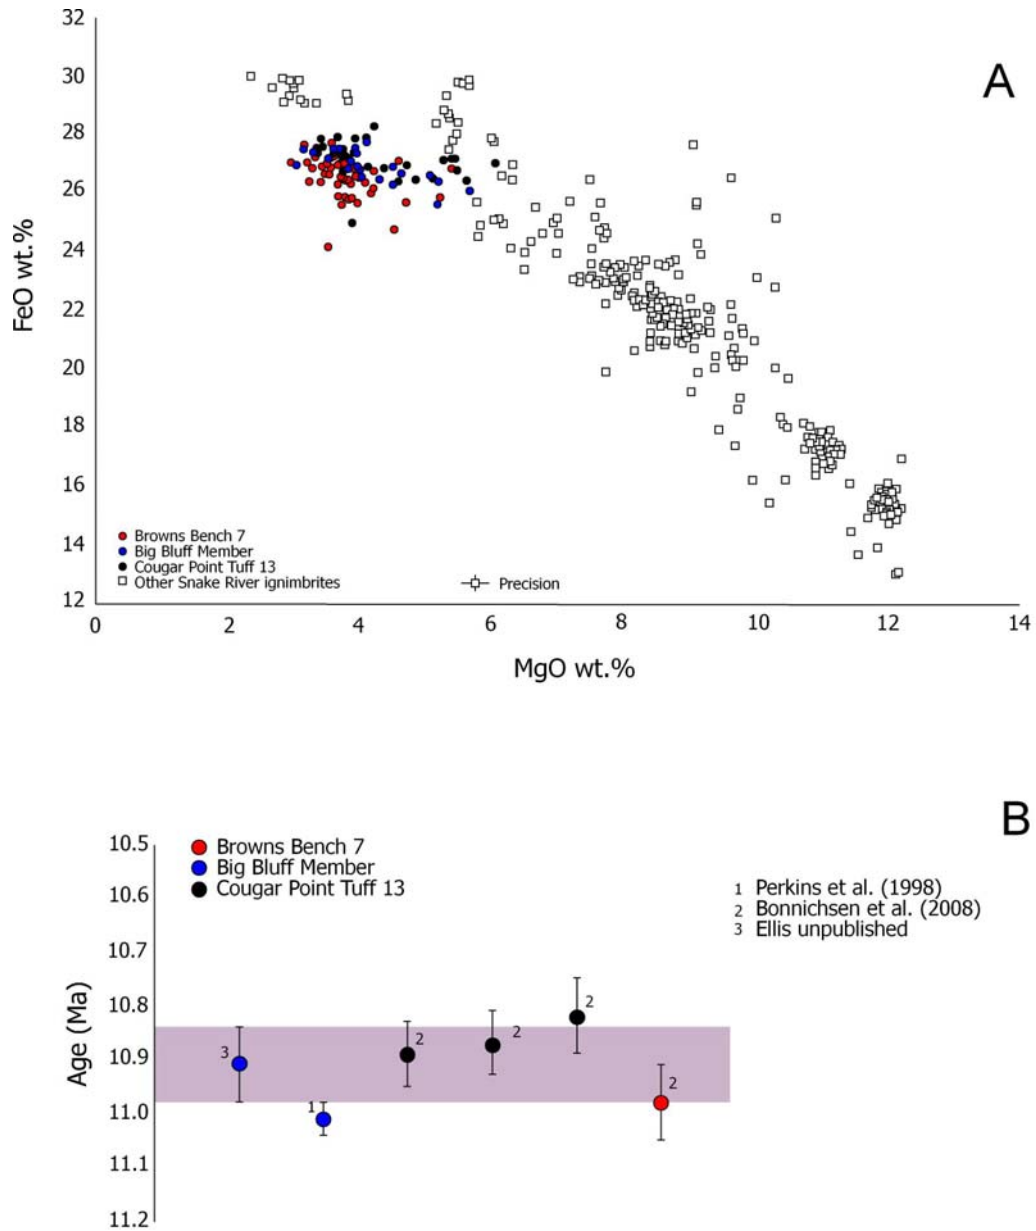 A
32
30
28
26
24
22
20
18
16
14
12
FeO wt.%
Browns Bench 7
Big Bluff Member
Cougar Point Tuff 13
Other Snake River ignimbrites
Precision
0 2 4 6 8 10 12 14
MgO wt.%
B
10.5
10.6
10.7
10.8
10.9
11.0
11.1
11.2
Age (Ma)
Browns Bench 7
Big Bluff Member
Cougar Point Tuff 13
1 Perkins et al. (1998)
2 Bonnichsen et al. (2008)
3 Ellis unpublished
3
1
2
2
2
2